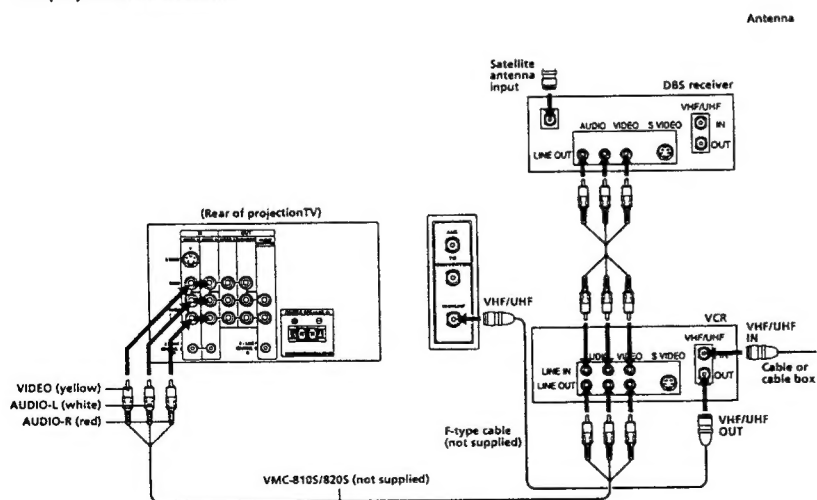 Antenna
Satellite
antenna
input
DBS receiver
VHF/UHF
AUDIO VIDEO S VIDEO
IN
OUT
LINE OUT
(Rear of projectionTV)
OUT
VHF/UHF
VCR
VHF/UHF
VHF/UHF
IN
AUDIO VIDEO S VIDEO
LINE IN
LINE OUT
OUT
Cable or
cable box
VIDEO (yellow)
AUDIO-L (white)
AUDIO-R (red)
F-type cable
(not supplied)
VHF/UHF
OUT
VMC-810S/820S (not supplied)